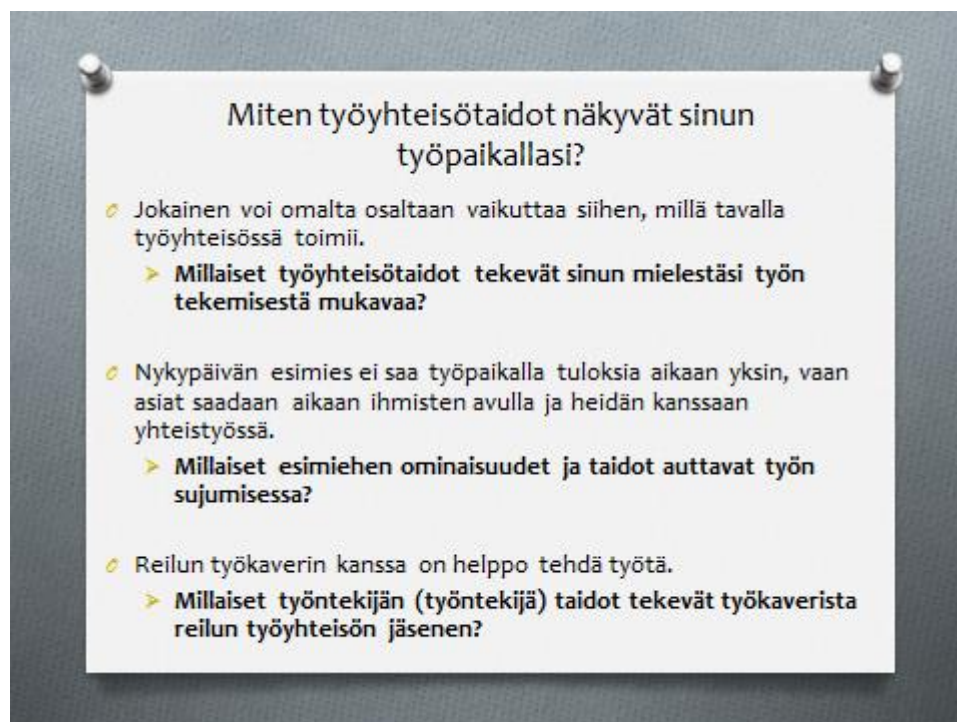 Miten työyhteisötaidot näkyvät sinun
työpaikallasi?
Jokainen voi omalta osaltaan vaikuttaa siihen, millä tavalla
työyhteisössä toimii.
Millaiset työyhteisötaidot tekevät sinun mielestäsi työn
tekemisestä mukavaa?
Nykypäivän esimies ei saa työpaikalla tuloksia aikaan yksin, vaan
asiat saadaan aikaan ihmisten avulla ja heidän kanssaan
yhteistyössä.
Millaiset esimiehen ominaisuudet ja taidot auttavat työn
sujumisessa?
Reilun työkaverin kanssa on helppo tehdä työtä.
Millaiset työntekijän (työntekijä) taidot tekevät työkaverista
reilun työyhteisön jäsenen?